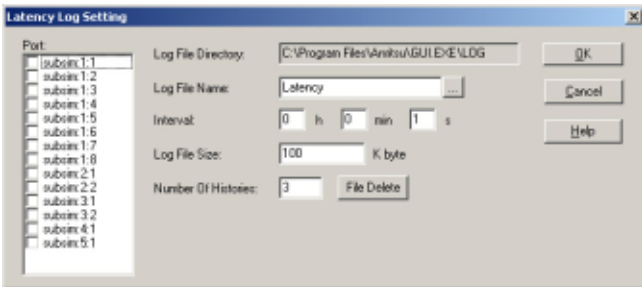 Latency Log Setting
Port:
subsim:1:1
subsim:1:2
subsim:1:3
subsim:1:4
subsim:1:5
subsim:1:6
subsim:1:7
subsim:1:8
subsim:2:1
subsim:2:2
subsim:3:1
subsim:3:2
subsim:4:1
subsim:5:1
Log File Directory: C:\Program Files\Anritsu\GUI.EXE\LOG
Log File Name: Latency ...
Interval: 0 h 0 min 1 s
Log File Size: 100 K byte
Number Of Histories: 3 File Delete
OK
Cancel
Help